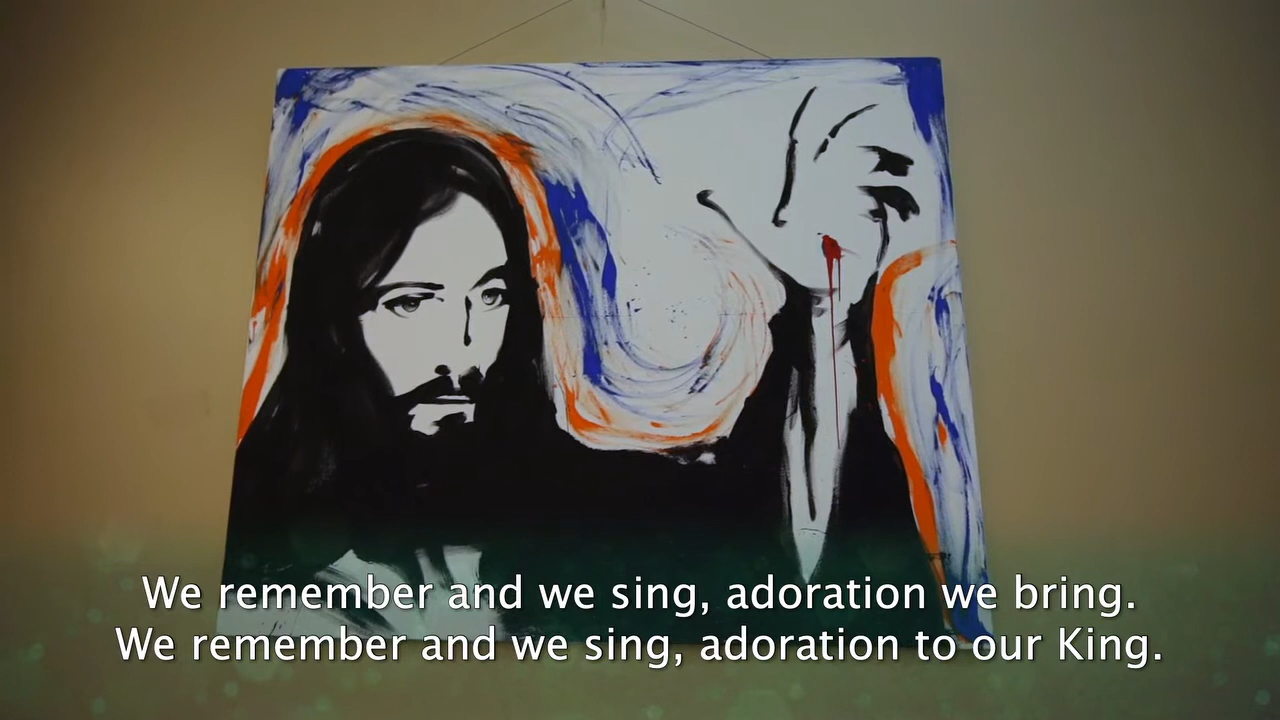 We remember and we sing, adoration we bring.
We remember and we sing, adoration to our King.